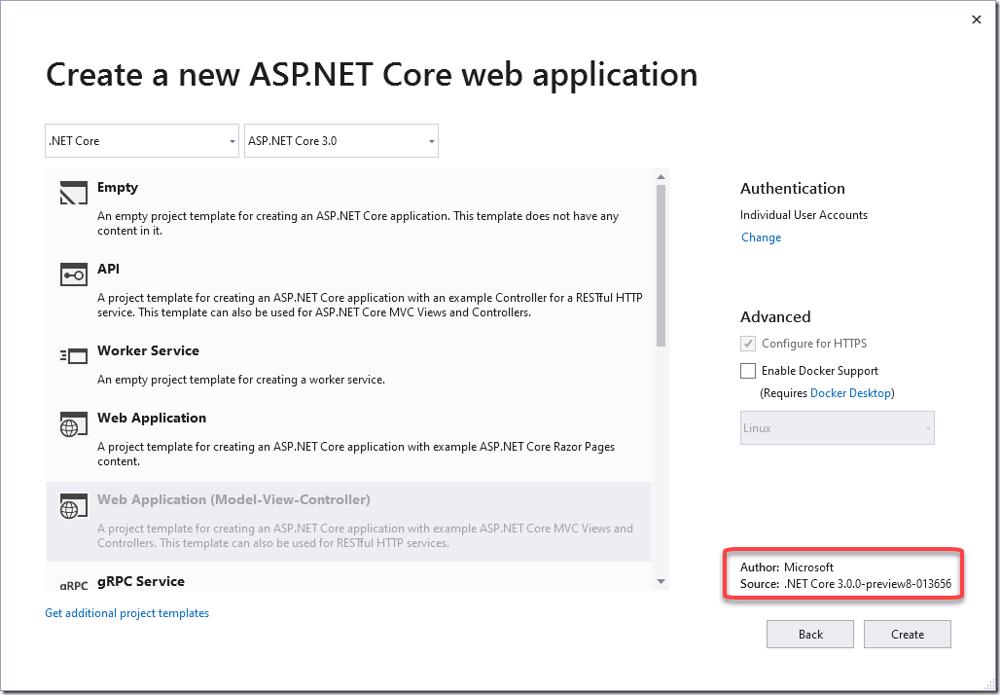 Create a new ASP.NET Core web application
.NET Core
ASP.NET Core 3.0
Empty
An empty project template for creating an ASP.NET Core application. This template does not have any
content in it.
API
A project template for creating an ASP.NET Core application with an example Controller for a RESTful HTTP
service. This template can also be used for ASP.NET Core MVC Views and Controllers.
Worker Service
An empty project template for creating a worker service.
Web Application
A project template for creating an ASP.NET Core application with example ASP.NET Core Razor Pages
content.
Web Application (Model-View-Controller)
A project template for creating an ASP.NET Core application with example ASP.NET Core MVC Views and
Controllers. This template can also be used for RESTful HTTP services.
gRPC
gRPC Service
Get additional project templates
Authentication
Individual User Accounts
Change
Advanced
Configure for HTTPS
Enable Docker Support
(Requires Docker Desktop)
Linux
Author: Microsoft
Source: .NET Core 3.0.0-preview8-013656
Back
Create